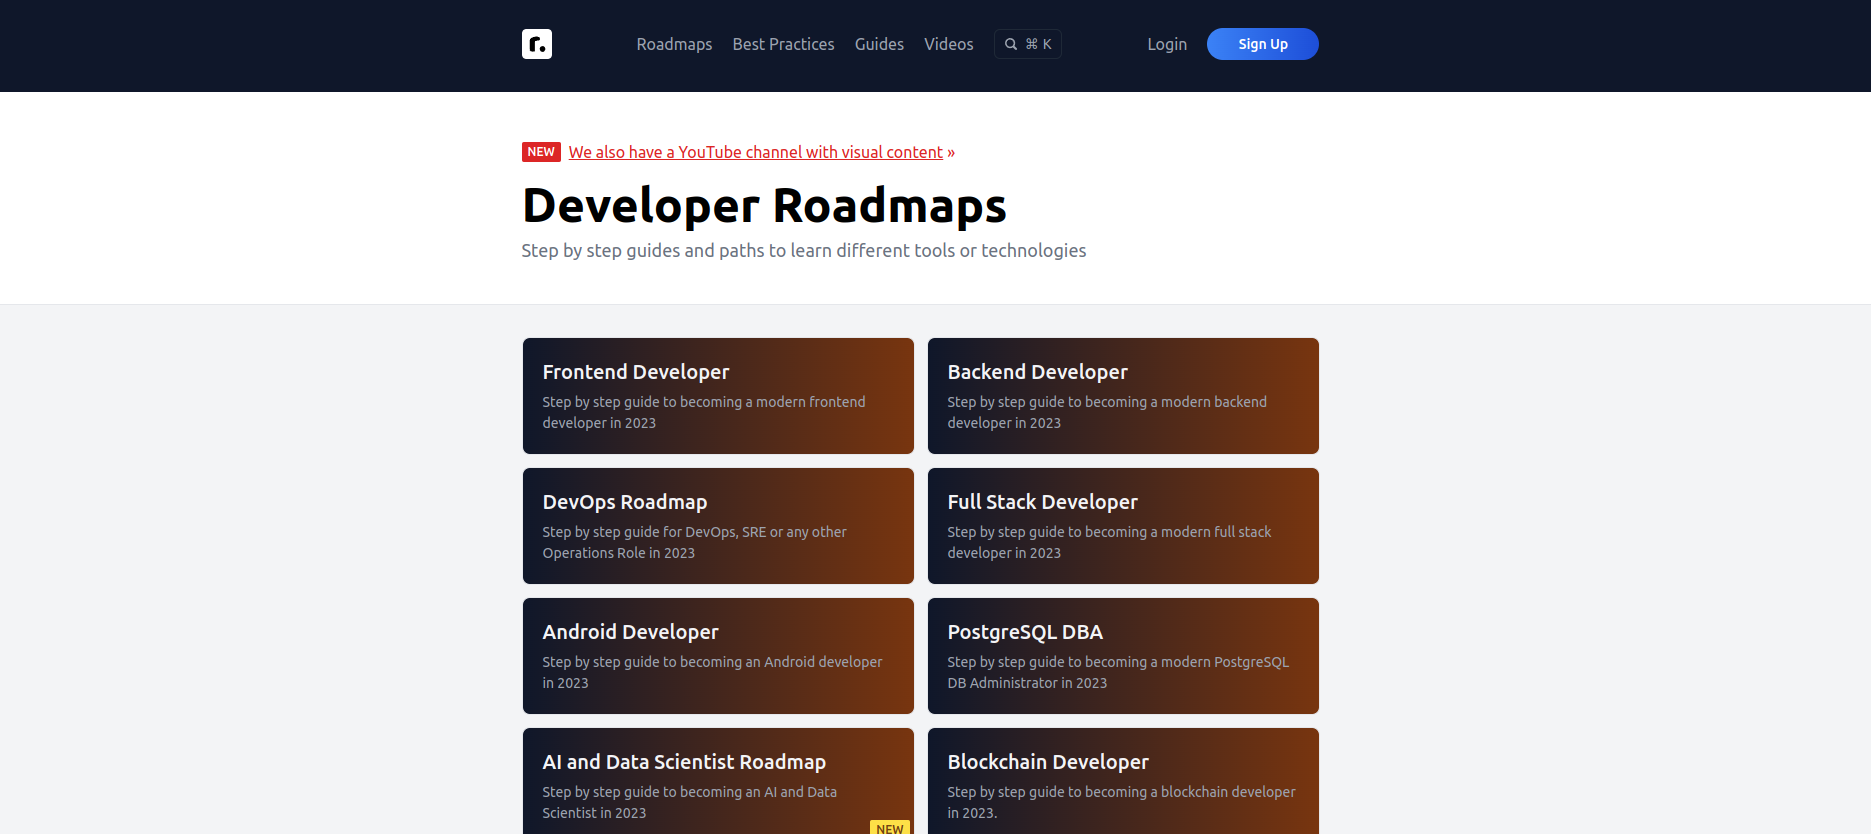 r.
Roadmaps Best Practices Guides Videos ⌘ K Login Sign Up
NEW We also have a YouTube channel with visual content »
Developer Roadmaps
Step by step guides and paths to learn different tools or technologies
Frontend Developer
Step by step guide to becoming a modern frontend
developer in 2023
Backend Developer
Step by step guide to becoming a modern backend
developer in 2023
DevOps Roadmap
Step by step guide for DevOps, SRE or any other
Operations Role in 2023
Full Stack Developer
Step by step guide to becoming a modern full stack
developer in 2023
Android Developer
Step by step guide to becoming an Android developer
in 2023
PostgreSQL DBA
Step by step guide to becoming a modern PostgreSQL
DB Administrator in 2023
AI and Data Scientist Roadmap
Step by step guide to becoming an AI and Data
Scientist in 2023
NEW
Blockchain Developer
Step by step guide to becoming a blockchain developer
in 2023.